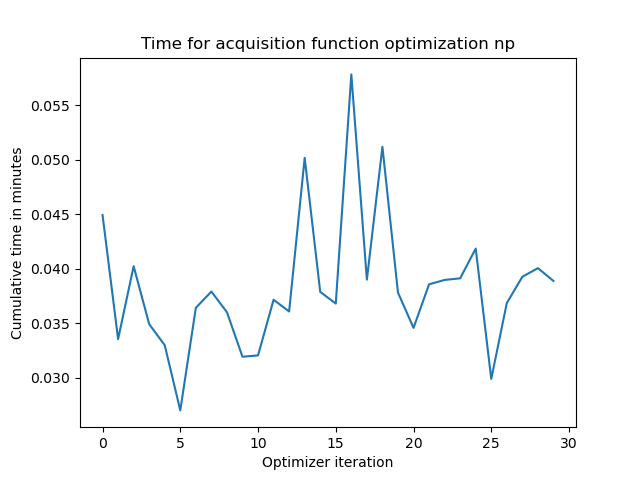 Time for acquisition function optimization np
0.055
0.050
0.045
0.040
0.035
0.030
Cumulative time in minutes
0 5 10 15 20 25 30
Optimizer iteration